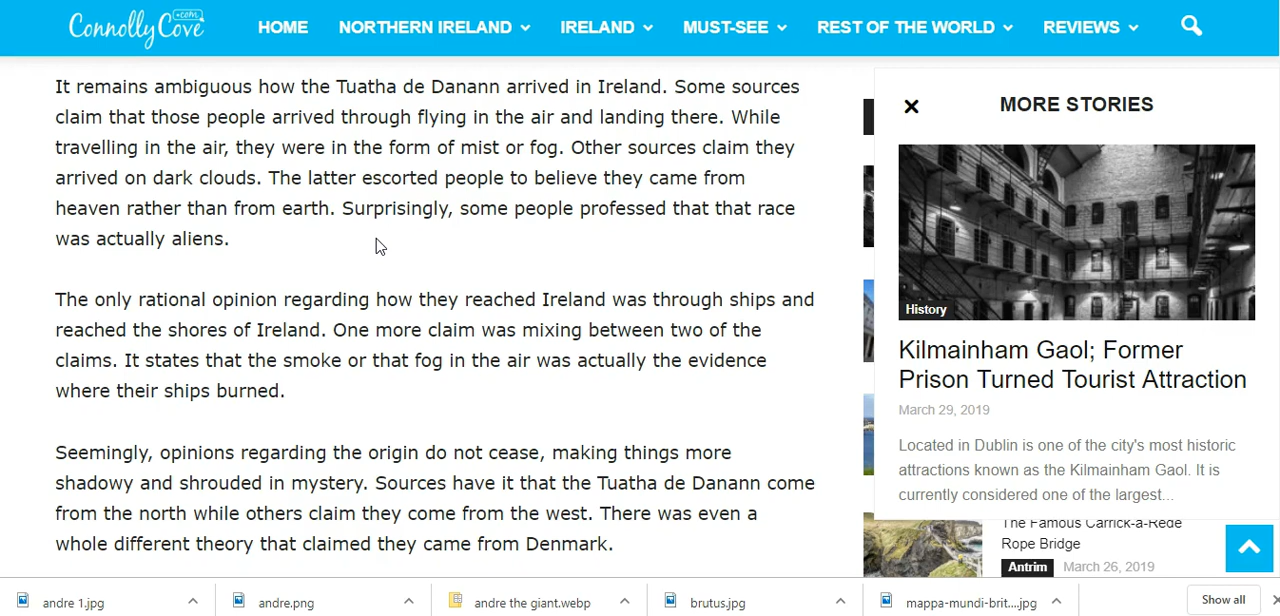 ConnollyCove .com
HOME NORTHERN IRELAND IRELAND MUST-SEE REST OF THE WORLD REVIEWS
It remains ambiguous how the Tuatha de Danann arrived in Ireland. Some sources
claim that those people arrived through flying in the air and landing there. While
travelling in the air, they were in the form of mist or fog. Other sources claim they
arrived on dark clouds. The latter escorted people to believe they came from
heaven rather than from earth. Surprisingly, some people professed that that race
was actually aliens.
The only rational opinion regarding how they reached Ireland was through ships and
reached the shores of Ireland. One more claim was mixing between two of the
claims. It states that the smoke or that fog in the air was actually the evidence
where their ships burned.
Seemingly, opinions regarding the origin do not cease, making things more
shadowy and shrouded in mystery. Sources have it that the Tuatha de Danann come
from the north while others claim they come from the west. There was even a
whole different theory that claimed they came from Denmark.
MORE STORIES
History
Kilmainham Gaol; Former
Prison Turned Tourist Attraction
March 29, 2019
Located in Dublin is one of the city's most historic
attractions known as the Kilmainham Gaol. It is
currently considered one of the largest...
The Famous Carrick-a-Rede
Rope Bridge
Antrim March 26, 2019
andre 1.jpg andre.png andre the giant.webp brutus.jpg mappa-mundi-brit....jpg Show all